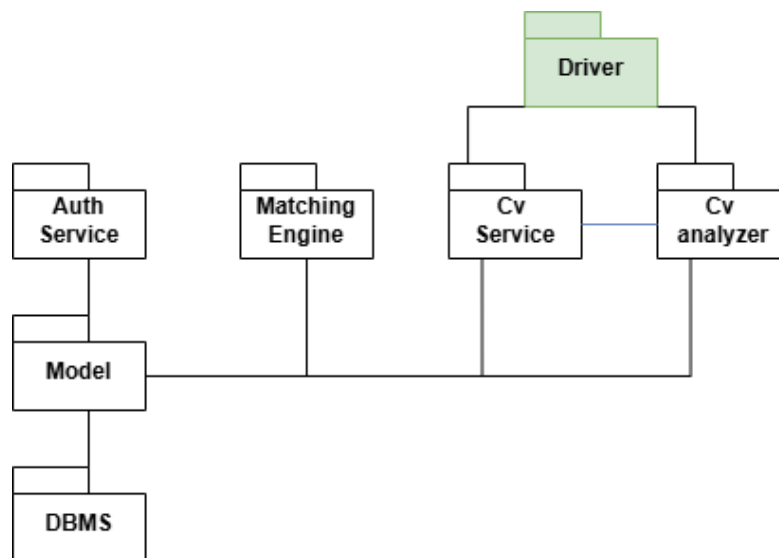 Driver
Auth
Service
Matching
Engine
Cv
Service
Cv
analyzer
Model
DBMS